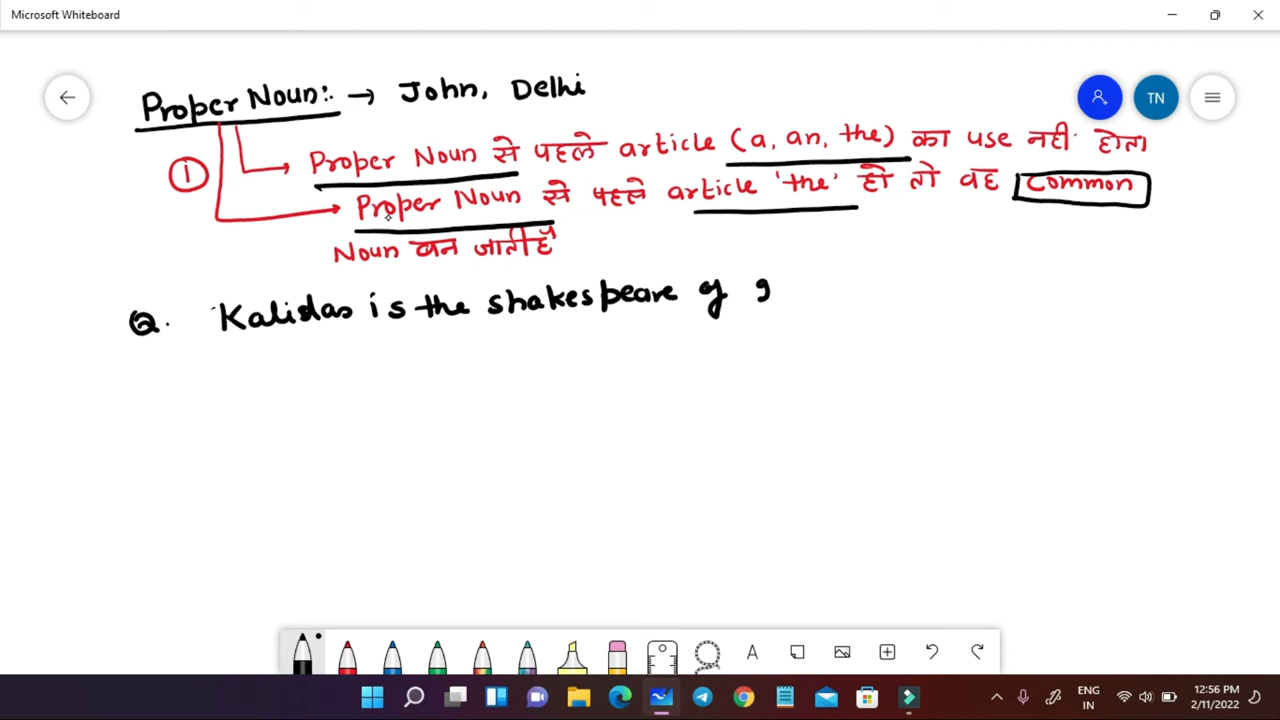 Microsoft Whiteboard
Proper Noun:- → John, Delhi
① Proper Noun से पहले article (a, an, the) का use नही होता
Proper Noun से पहले article 'the' हो तो वह Common
Noun बन जाती है
TN
Q. Kalidas is the shakespeare of
ENG
IN
12:56 PM
2/11/2022